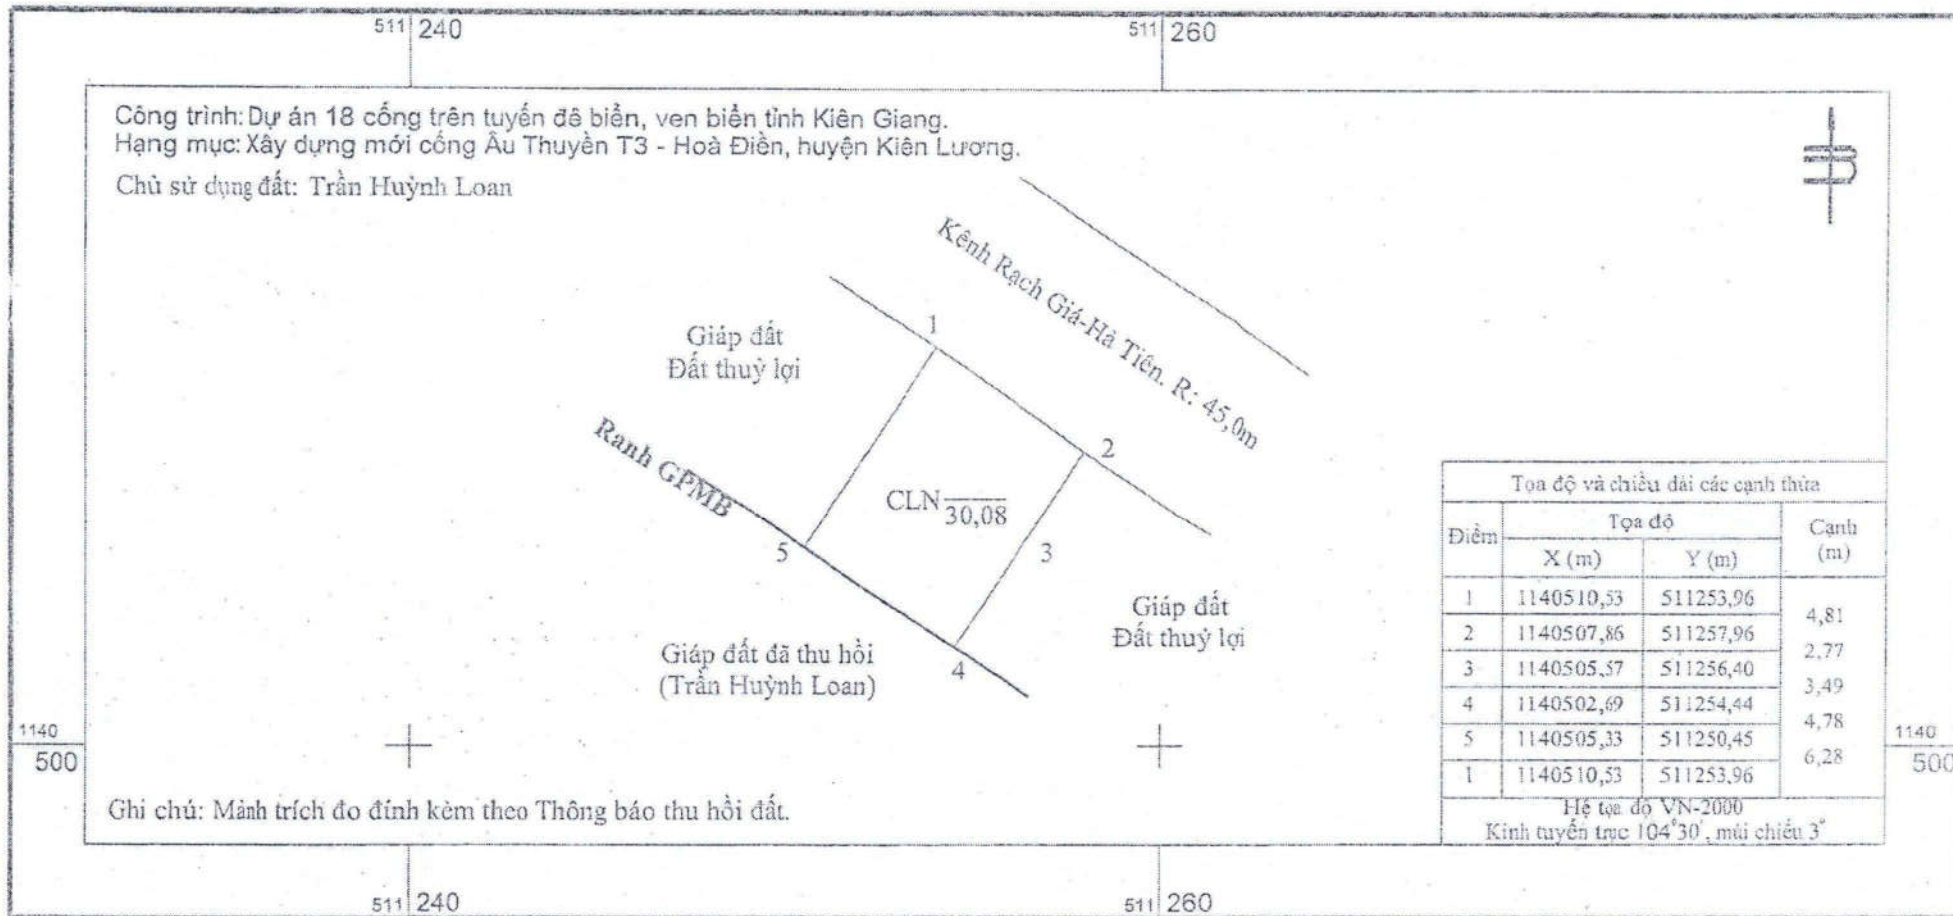 511 240
511 260
Công trình: Dự án 18 cống trên tuyến đê biển, ven biển tỉnh Kiên Giang.
Hạng mục: Xây dựng mới cống Âu Thuyền T3 - Hoà Điền, huyện Kiên Lương.
Chủ sử dụng đất: Trần Huỳnh Loan
Kênh Rạch Giá-Hà Tiên. R: 45,0m
1
Giáp đất
Đất thuỷ lợi
2
Ranh GPMB
CLN 30,08
5
3
Giáp đất
Đất thuỷ lợi
Giáp đất đã thu hồi
(Trần Huỳnh Loan)
4
Tọa độ và chiều dài các cạnh thửa
Điểm Tọa độ Cạnh (m)
X (m) Y (m)
1 1140510,53 511253,96
4,81
2 1140507,86 511257,96
2,77
3 1140505,57 511256,40
3,49
4 1140502,69 511254,44
4,78
5 1140505,33 511250,45
6,28
1 1140510,53 511253,96
Hệ tọa độ VN-2000
Kinh tuyến trục 104°30', múi chiếu 3°
1140
500
1140
500
Ghi chú: Mảnh trích đo đính kèm theo Thông báo thu hồi đất.
511 240
511 260